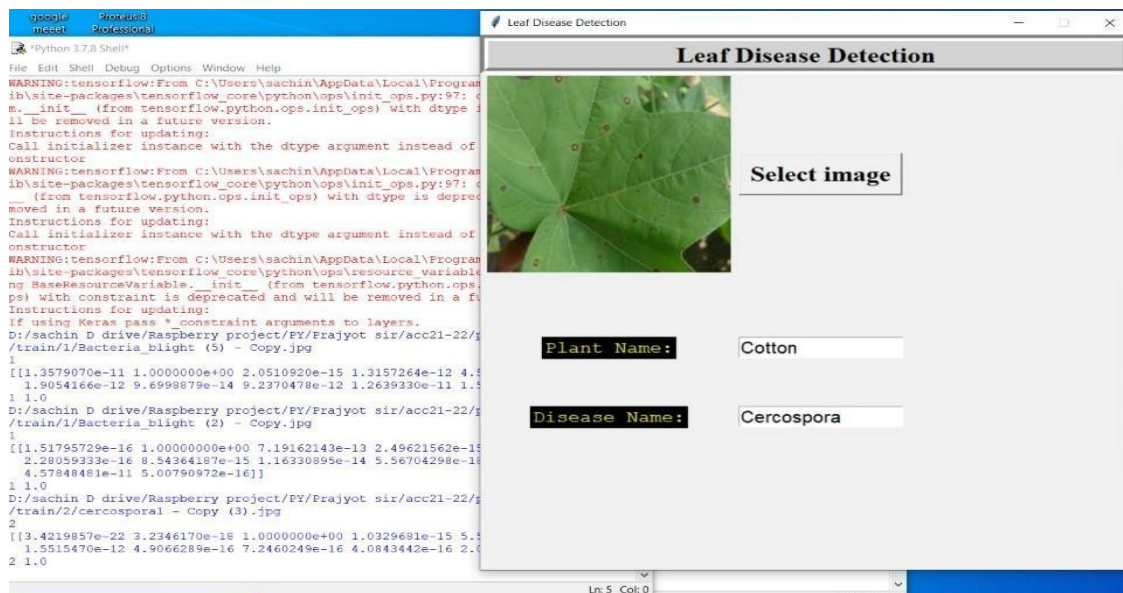 google
meeet
Proteus 8
Professional
*Python 3.7.8 Shell*
File Edit Shell Debug Options Window Help
WARNING:tensorflow:From C:\Users\sachin\AppData\Local\Program
ib\site-packages\tensorflow_core\python\ops\init_ops.py:97:
m.__init__ (from tensorflow.python.ops.init_ops) with dtype i
ll be removed in a future version.
Instructions for updating:
Call initializer instance with the dtype argument instead of
onstructor
WARNING:tensorflow:From C:\Users\sachin\AppData\Local\Program
ib\site-packages\tensorflow_core\python\ops\init_ops.py:97:
__ (from tensorflow.python.ops.init_ops) with dtype is deprec
moved in a future version.
Instructions for updating:
Call initializer instance with the dtype argument instead of
onstructor
WARNING:tensorflow:From C:\Users\sachin\AppData\Local\Program
ib\site-packages\tensorflow_core\python\ops\resource_variable
ng BaseResourceVariable.__init__ (from tensorflow.python.ops.
ps) with constraint is deprecated and will be removed in a fu
Instructions for updating:
If using Keras pass *_constraint arguments to layers.
D:/sachin D drive/Raspberry project/PY/Prajyot sir/acc21-22/p
/train/1/Bacteria_blight (5) - Copy.jpg
1
[[1.3579070e-11 1.0000000e+00 2.0510920e-15 1.3157264e-12 4.5
1.9054166e-12 9.6998879e-14 9.2370478e-12 1.2639330e-11 1.5
1 1.0
D:/sachin D drive/Raspberry project/PY/Prajyot sir/acc21-22/p
/train/1/Bacteria_blight (2) - Copy.jpg
1
[[1.51795729e-16 1.00000000e+00 7.19162143e-13 2.49621562e-15
2.28059333e-16 8.54364187e-15 1.16330895e-14 5.56704298e-18
4.57848481e-11 5.00790972e-16]]
1 1.0
D:/sachin D drive/Raspberry project/PY/Prajyot sir/acc21-22/p
/train/2/cercospora1 - Copy (3).jpg
2
[[3.4219857e-22 3.2346170e-18 1.0000000e+00 1.0329681e-15 5.5
1.5515470e-12 4.9066289e-16 7.2460249e-16 4.0843442e-16 2.0
2 1.0
Ln: 5 Col: 0
Leaf Disease Detection
Leaf Disease Detection
Select image
Plant Name:
Cotton
Disease Name:
Cercospora